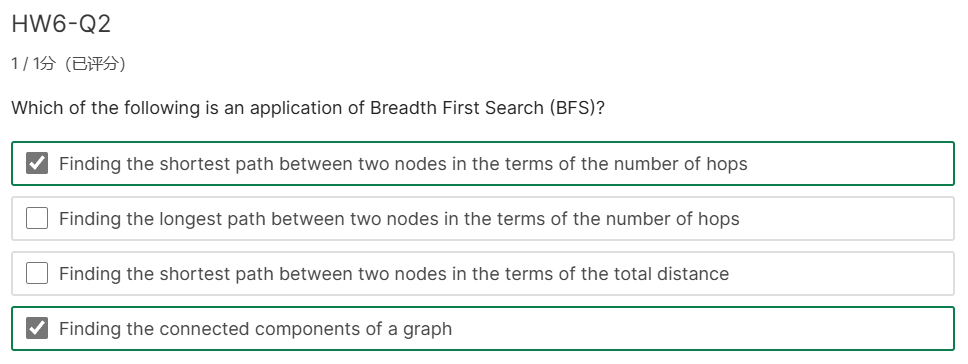 HW6-Q2
1 / 1分 (已评分)
Which of the following is an application of Breadth First Search (BFS)?
Finding the shortest path between two nodes in the terms of the number of hops
Finding the longest path between two nodes in the terms of the number of hops
Finding the shortest path between two nodes in the terms of the total distance
Finding the connected components of a graph